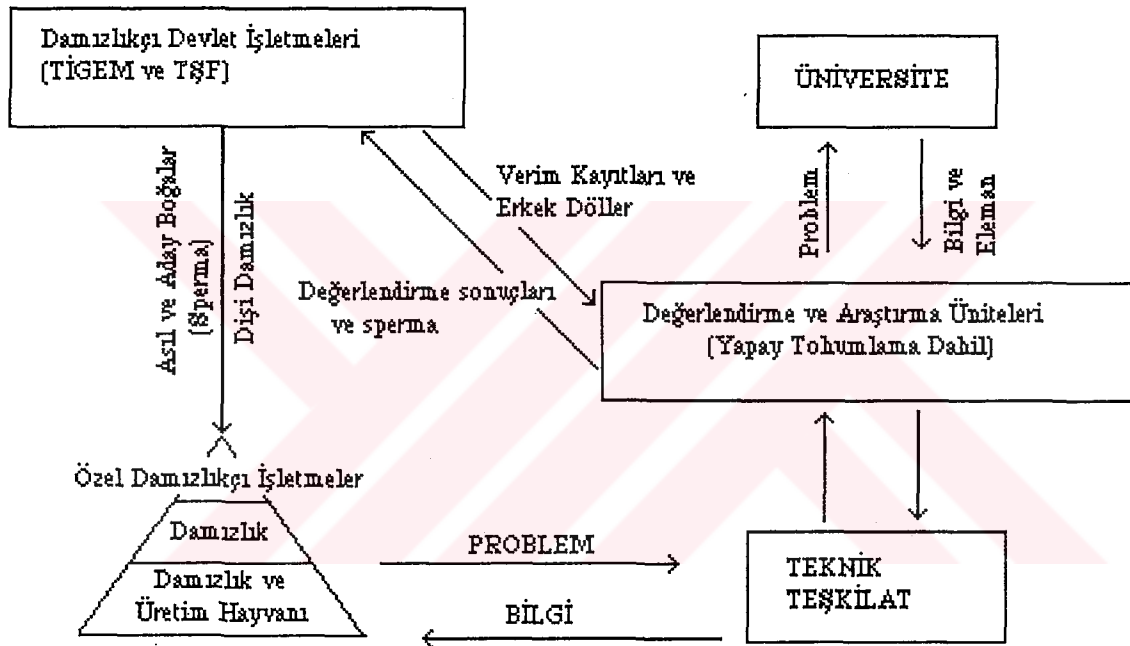 Damızlıkçı Devlet İşletmeleri
(TİGEM ve TŞF)
ÜNİVERSİTE
Asıl ve Aday Boğalar
(Sperma)
Dişi Damızlık
Verim Kayıtları ve
Erkek Döller
Problem
Bilgi ve
Eleman
Değerlendirme sonuçları
ve sperma
Değerlendirme ve Araştırma Üniteleri
(Yapay Tohumlama Dahil)
Özel Damızlıkçı İşletmeler
Damızlık
Damızlık ve
Üretim Hayvanı
PROBLEM
BİLGİ
TEKNİK
TEŞKİLAT